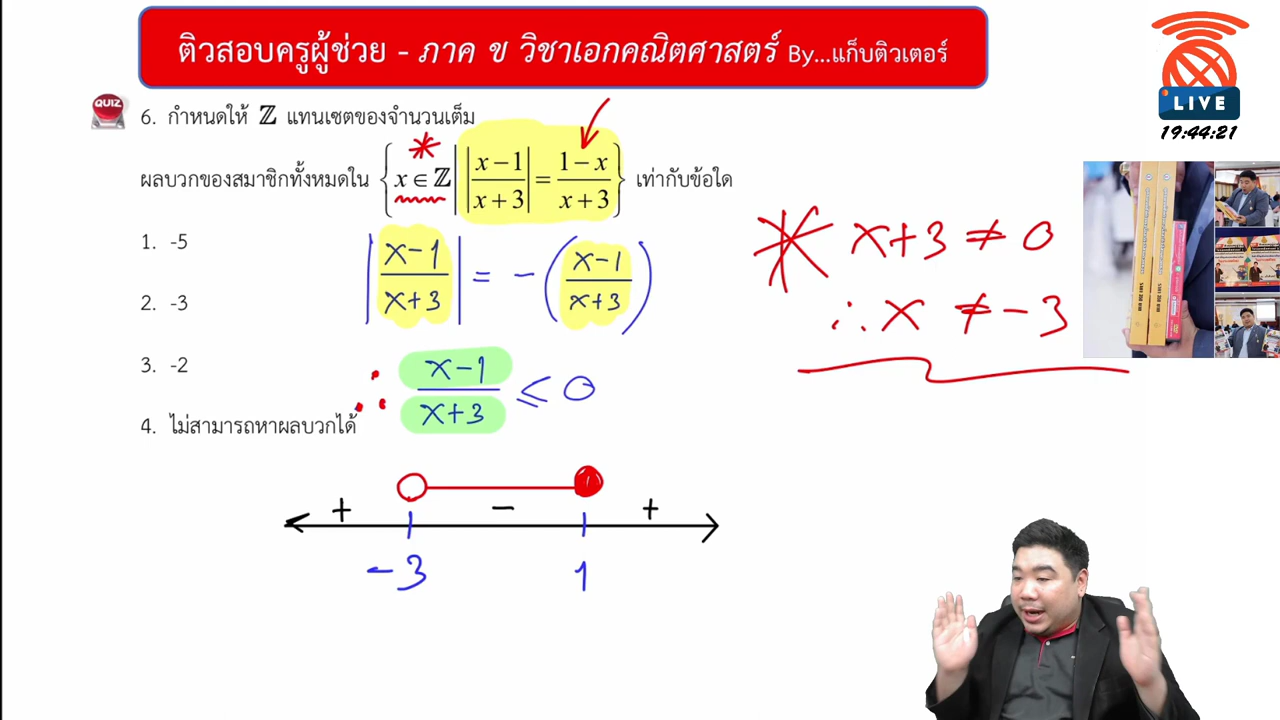 ติวสอบครูผู้ช่วย - ภาค ข วิชาเอกคณิตศาสตร์ By...แก็บติวเตอร์
LIVE
19:44:21
QUIZ
6. กำหนดให้ ℤ แทนเซตของจำนวนเต็ม
ผลบวกของสมาชิกทั้งหมดใน { x ∈ ℤ | |(x − 1)/(x + 3)| = (1 − x)/(x + 3) } เท่ากับข้อใด
1. -5
2. -3
3. -2
4. ไม่สามารถหาผลบวกได้
|(x − 1)/(x + 3)| = − ((x − 1)/(x + 3))
∴ (x − 1)/(x + 3) ≤ 0
* x + 3 ≠ 0
∴ x ≠ −3
+ − +
−3 1